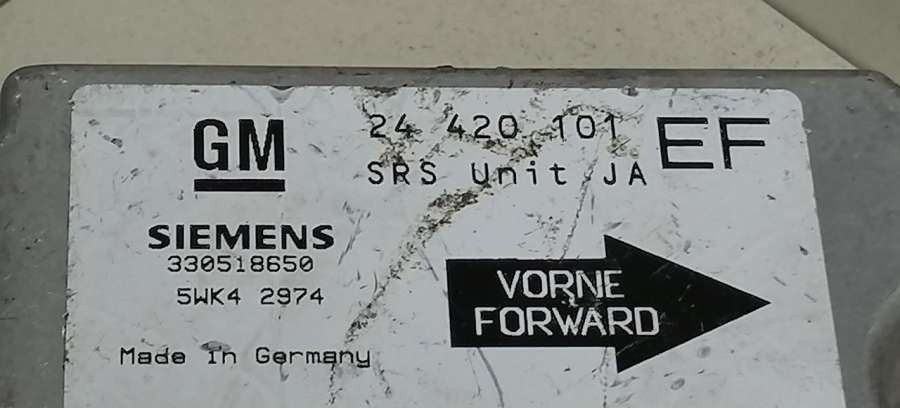 GM
24 420 101 EF
SRS Unit JA
SIEMENS
330518650
5WK4 2974
Made In Germany
VORNE
FORWARD